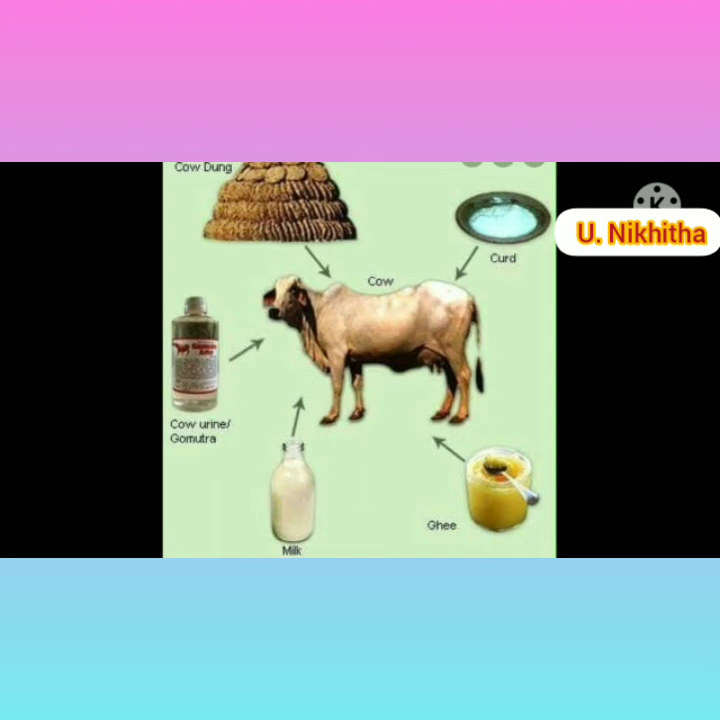 Cow Dung
K
U. Nikhitha
Curd
Cow
Cow urine/
Gomutra
Ghee
Milk